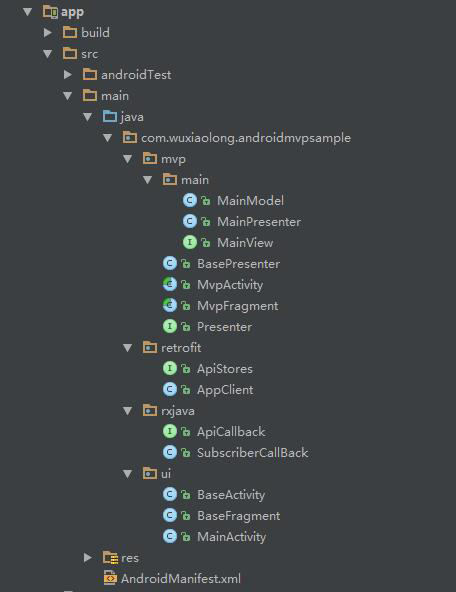 app
build
src
androidTest
main
java
com.wuxiaolong.androidmvpsample
mvp
main
MainModel
MainPresenter
MainView
BasePresenter
MvpActivity
MvpFragment
Presenter
retrofit
ApiStores
AppClient
rxjava
ApiCallback
SubscriberCallBack
ui
BaseActivity
BaseFragment
MainActivity
res
AndroidManifest.xml